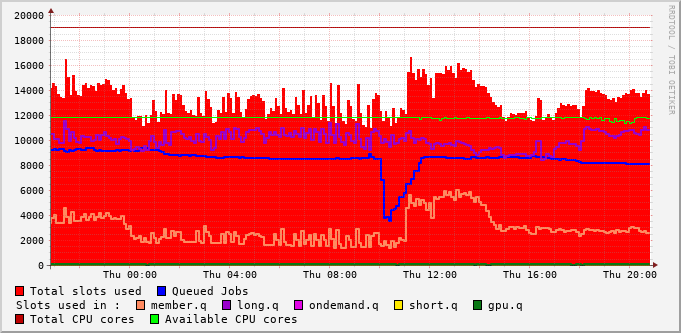 RRDTOOL / TOBI OETIKER
20000
18000
16000
14000
12000
10000
8000
6000
4000
2000
0
Thu 00:00 Thu 04:00 Thu 08:00 Thu 12:00 Thu 16:00 Thu 20:00
Total slots used Queued Jobs
Slots used in : member.q long.q ondemand.q short.q gpu.q
Total CPU cores Available CPU cores